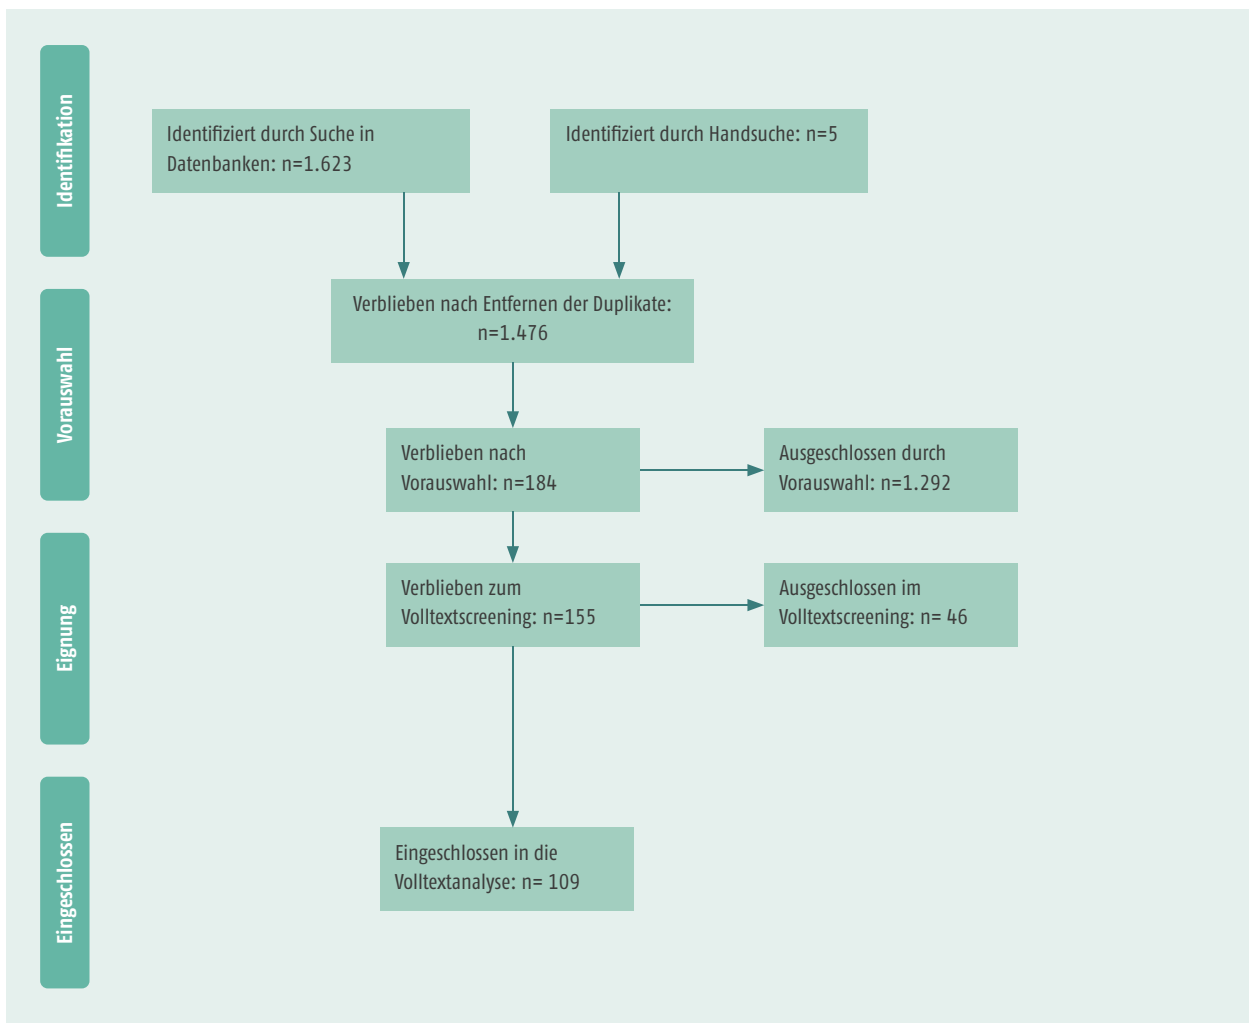 Identifikation
Identifiziert durch Suche in
Datenbanken: n=1.623
Identifiziert durch Handsuche: n=5
Vorauswahl
Verblieben nach Entfernen der Duplikate:
n=1.476
Verblieben nach
Vorauswahl: n=184
Ausgeschlossen durch
Vorauswahl: n=1.292
Eignung
Verblieben zum
Volltextscreening: n=155
Ausgeschlossen im
Volltextscreening: n= 46
Eingeschlossen
Eingeschlossen in die
Volltextanalyse: n= 109